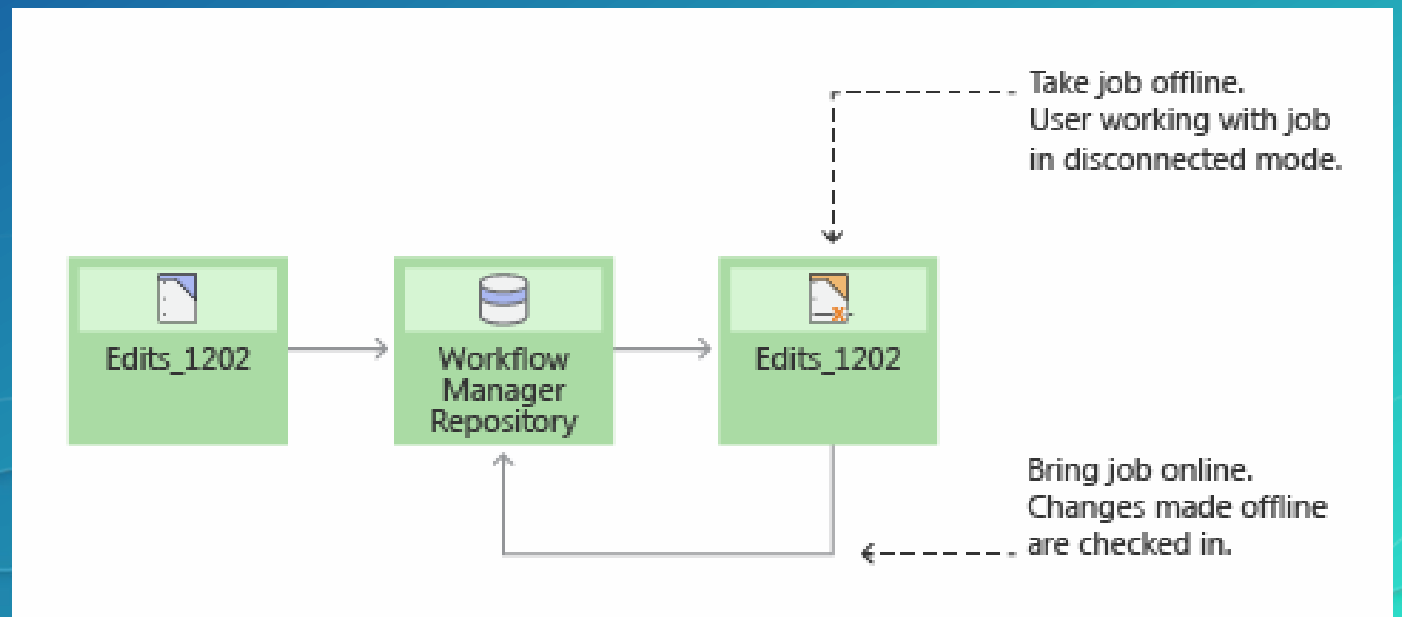 Take job offline.
User working with job
in disconnected mode.
Edits_1202
Workflow
Manager
Repository
Edits_1202
Bring job online.
Changes made offline
are checked in.